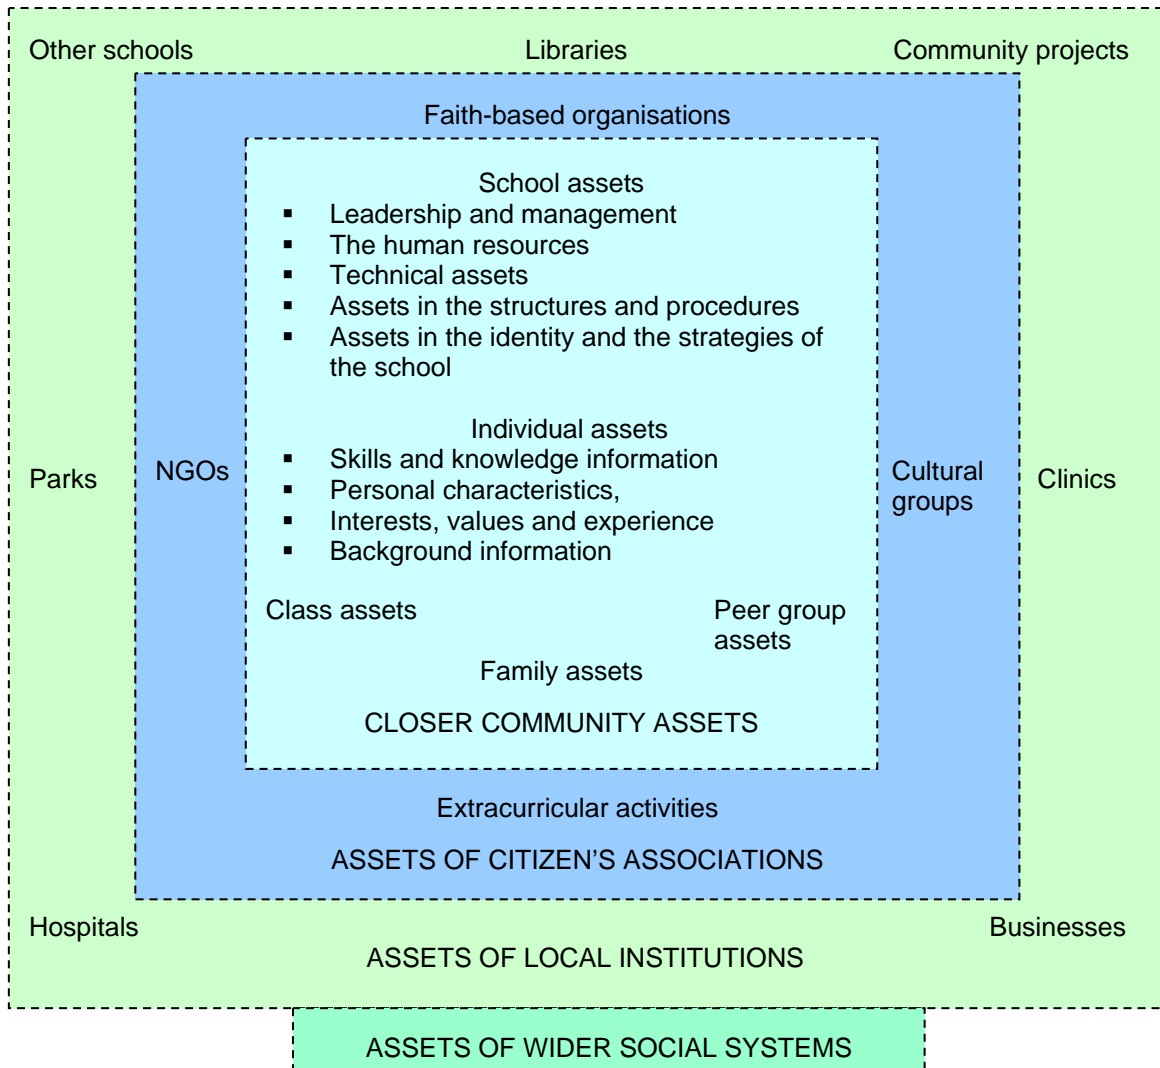 Other schools
Libraries
Community projects
Faith-based organisations
School assets
▪ Leadership and management
▪ The human resources
▪ Technical assets
▪ Assets in the structures and procedures
▪ Assets in the identity and the strategies of
the school
Individual assets
▪ Skills and knowledge information
▪ Personal characteristics,
▪ Interests, values and experience
▪ Background information
Parks
NGOs
Cultural
groups
Clinics
Class assets
Peer group
assets
Family assets
CLOSER COMMUNITY ASSETS
Extracurricular activities
ASSETS OF CITIZEN’S ASSOCIATIONS
Hospitals
Businesses
ASSETS OF LOCAL INSTITUTIONS
ASSETS OF WIDER SOCIAL SYSTEMS